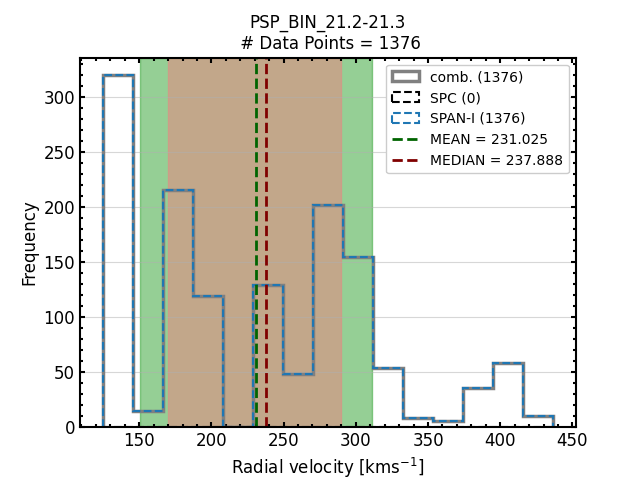 PSP_BIN_21.2-21.3
# Data Points = 1376
comb. (1376)
SPC (0)
SPAN-I (1376)
MEAN = 231.025
MEDIAN = 237.888
Frequency
300
250
200
150
100
50
0
150 200 250 300 350 400 450
Radial velocity [kms⁻¹]